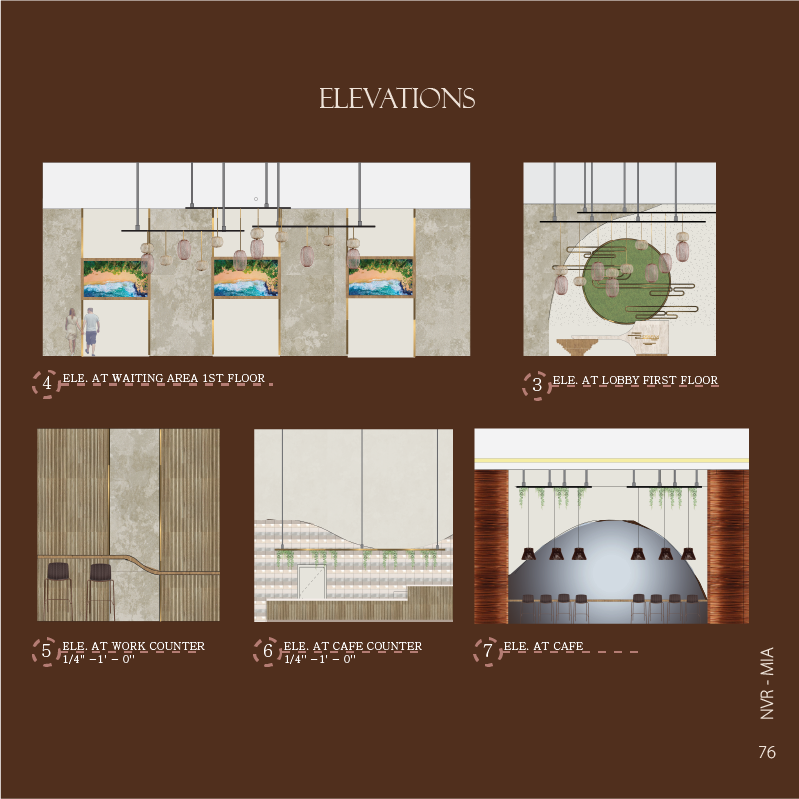 ELEVATIONS
4 ELE. AT WAITING AREA 1ST FLOOR
3 ELE. AT LOBBY FIRST FLOOR
5 ELE. AT WORK COUNTER
1/4" –1' – 0"
6 ELE. AT CAFE COUNTER
1/4" –1' – 0"
7 ELE. AT CAFE
NVR - MIA
76